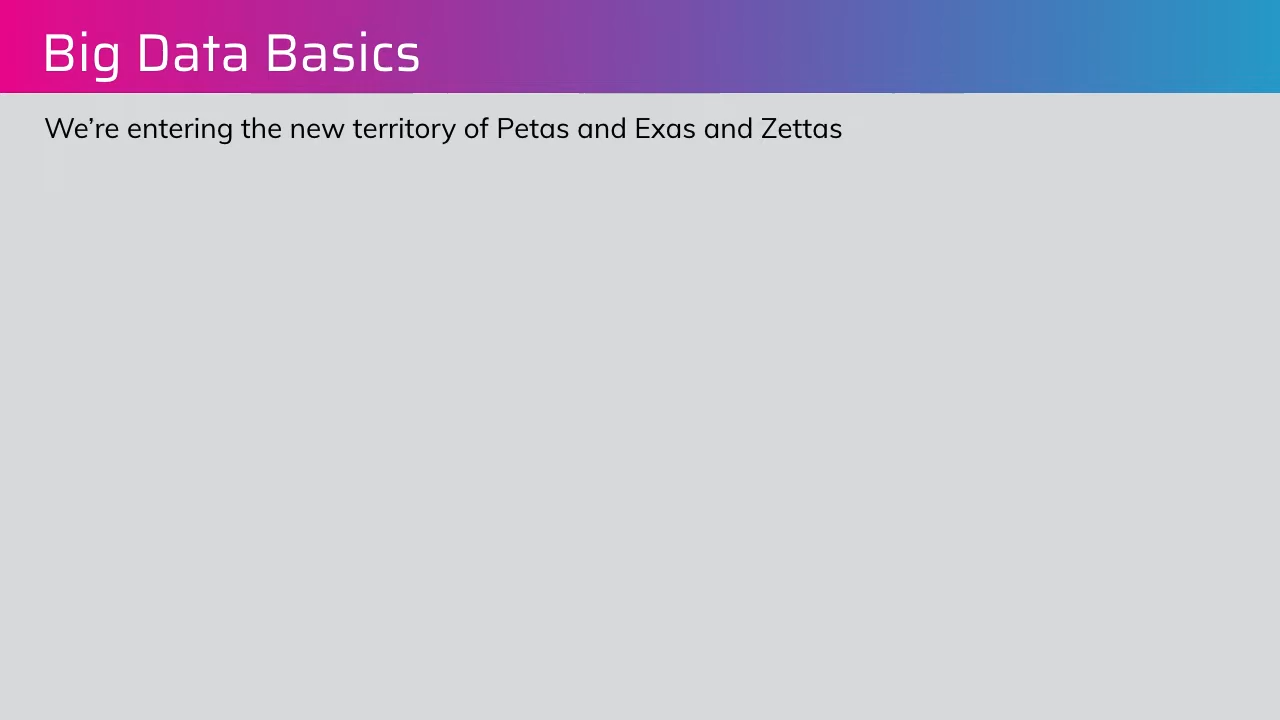 Big Data Basics
We’re entering the new territory of Petas and Exas and Zettas